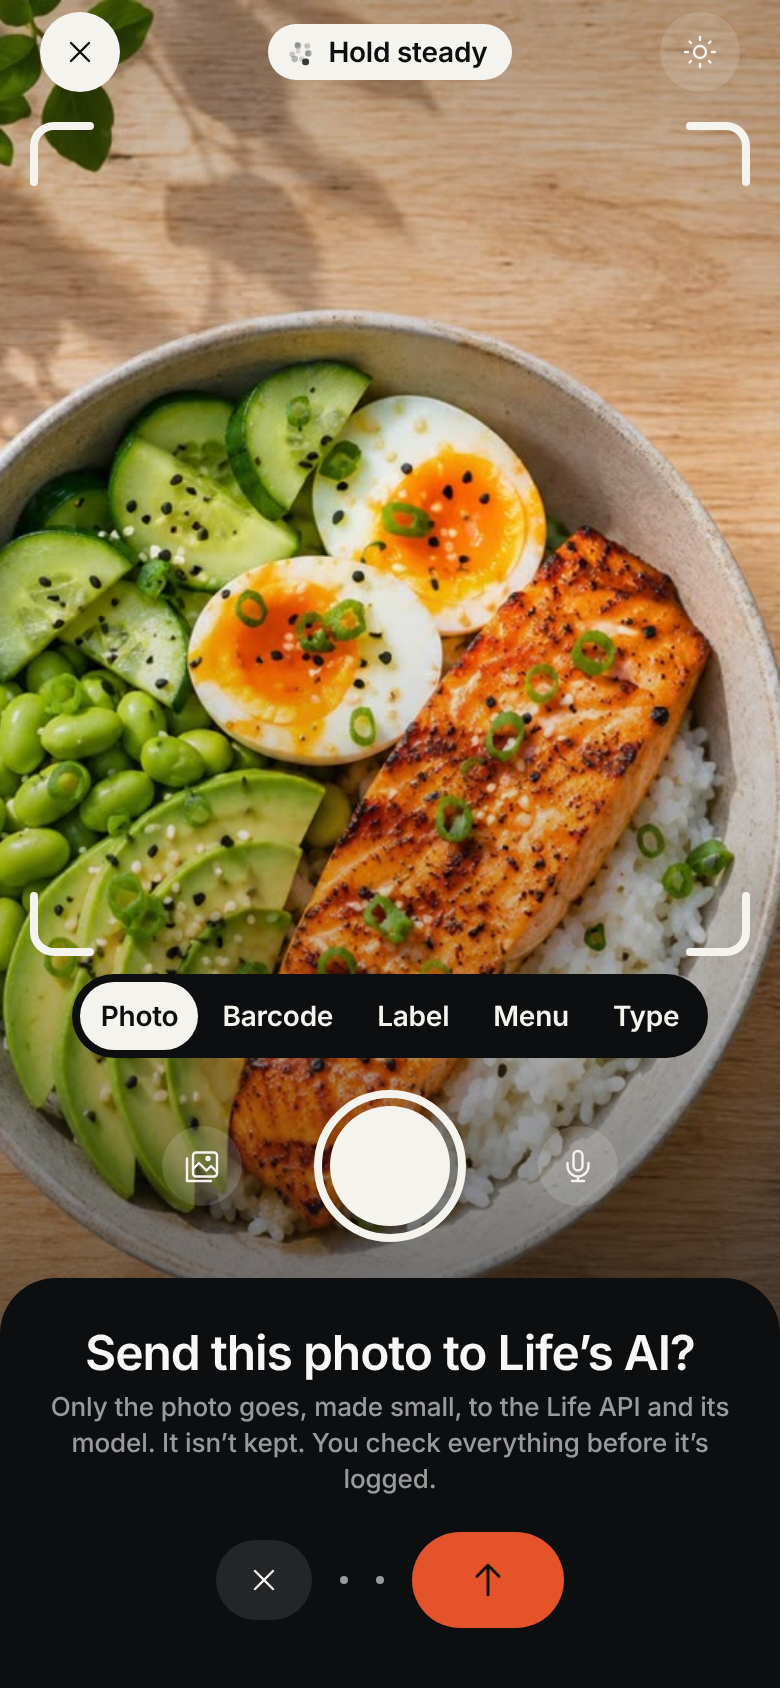 Hold steady
Photo
Barcode
Label
Menu
Type
Send this photo to Life’s AI?
Only the photo goes, made small, to the Life API and its
model. It isn’t kept. You check everything before it’s
logged.